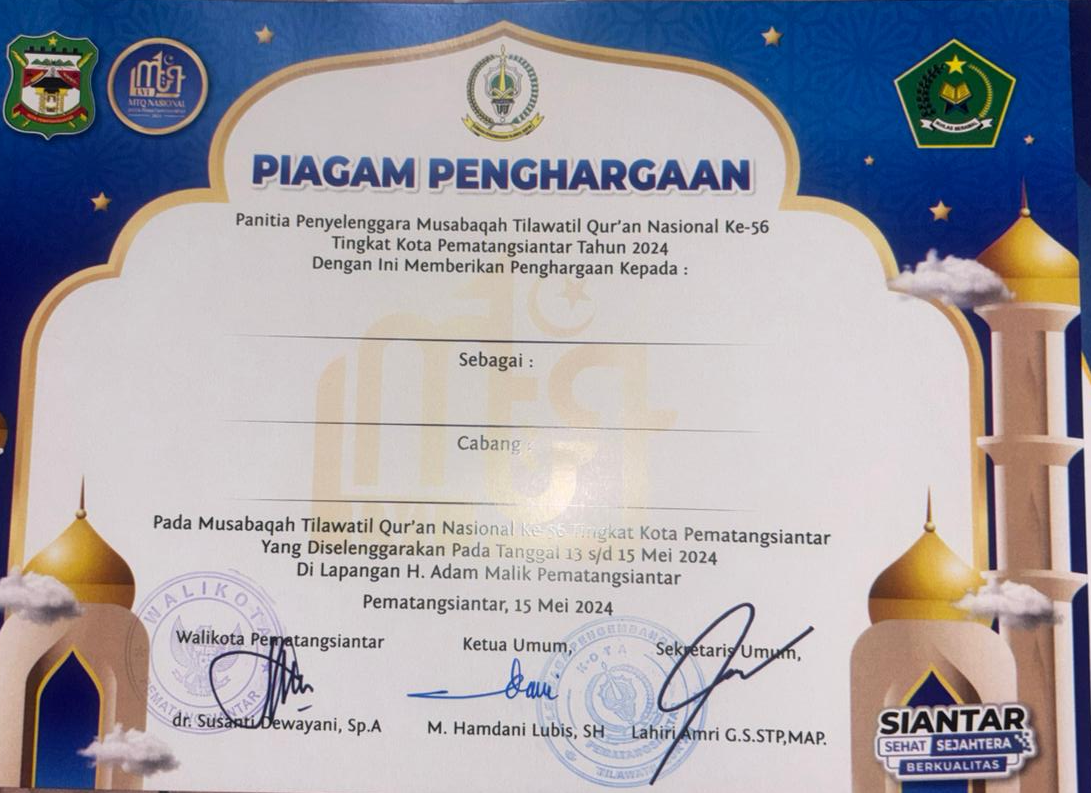 LVI
MTQ NASIONAL
IKHLAS BERAMAL
PIAGAM PENGHARGAAN
Panitia Penyelenggara Musabaqah Tilawatil Qur'an Nasional Ke-56
Tingkat Kota Pematangsiantar Tahun 2024
Dengan Ini Memberikan Penghargaan Kepada :
Sebagai :
Cabang :
Pada Musabaqah Tilawatil Qur'an Nasional Ke-56 Tingkat Kota Pematangsiantar
Yang Diselenggarakan Pada Tanggal 13 s/d 15 Mei 2024
Di Lapangan H. Adam Malik Pematangsiantar
Pematangsiantar, 15 Mei 2024
WALIKOTA
PEMATANGSIANTAR
Walikota Pematangsiantar
Ketua Umum,
Sekretaris Umum,
KOTA
dr. Susanti Dewayani, Sp.A
M. Hamdani Lubis, SH
Lahiri Amri G.S.STP,MAP.
SIANTAR
SEHAT SEJAHTERA
BERKUALITAS